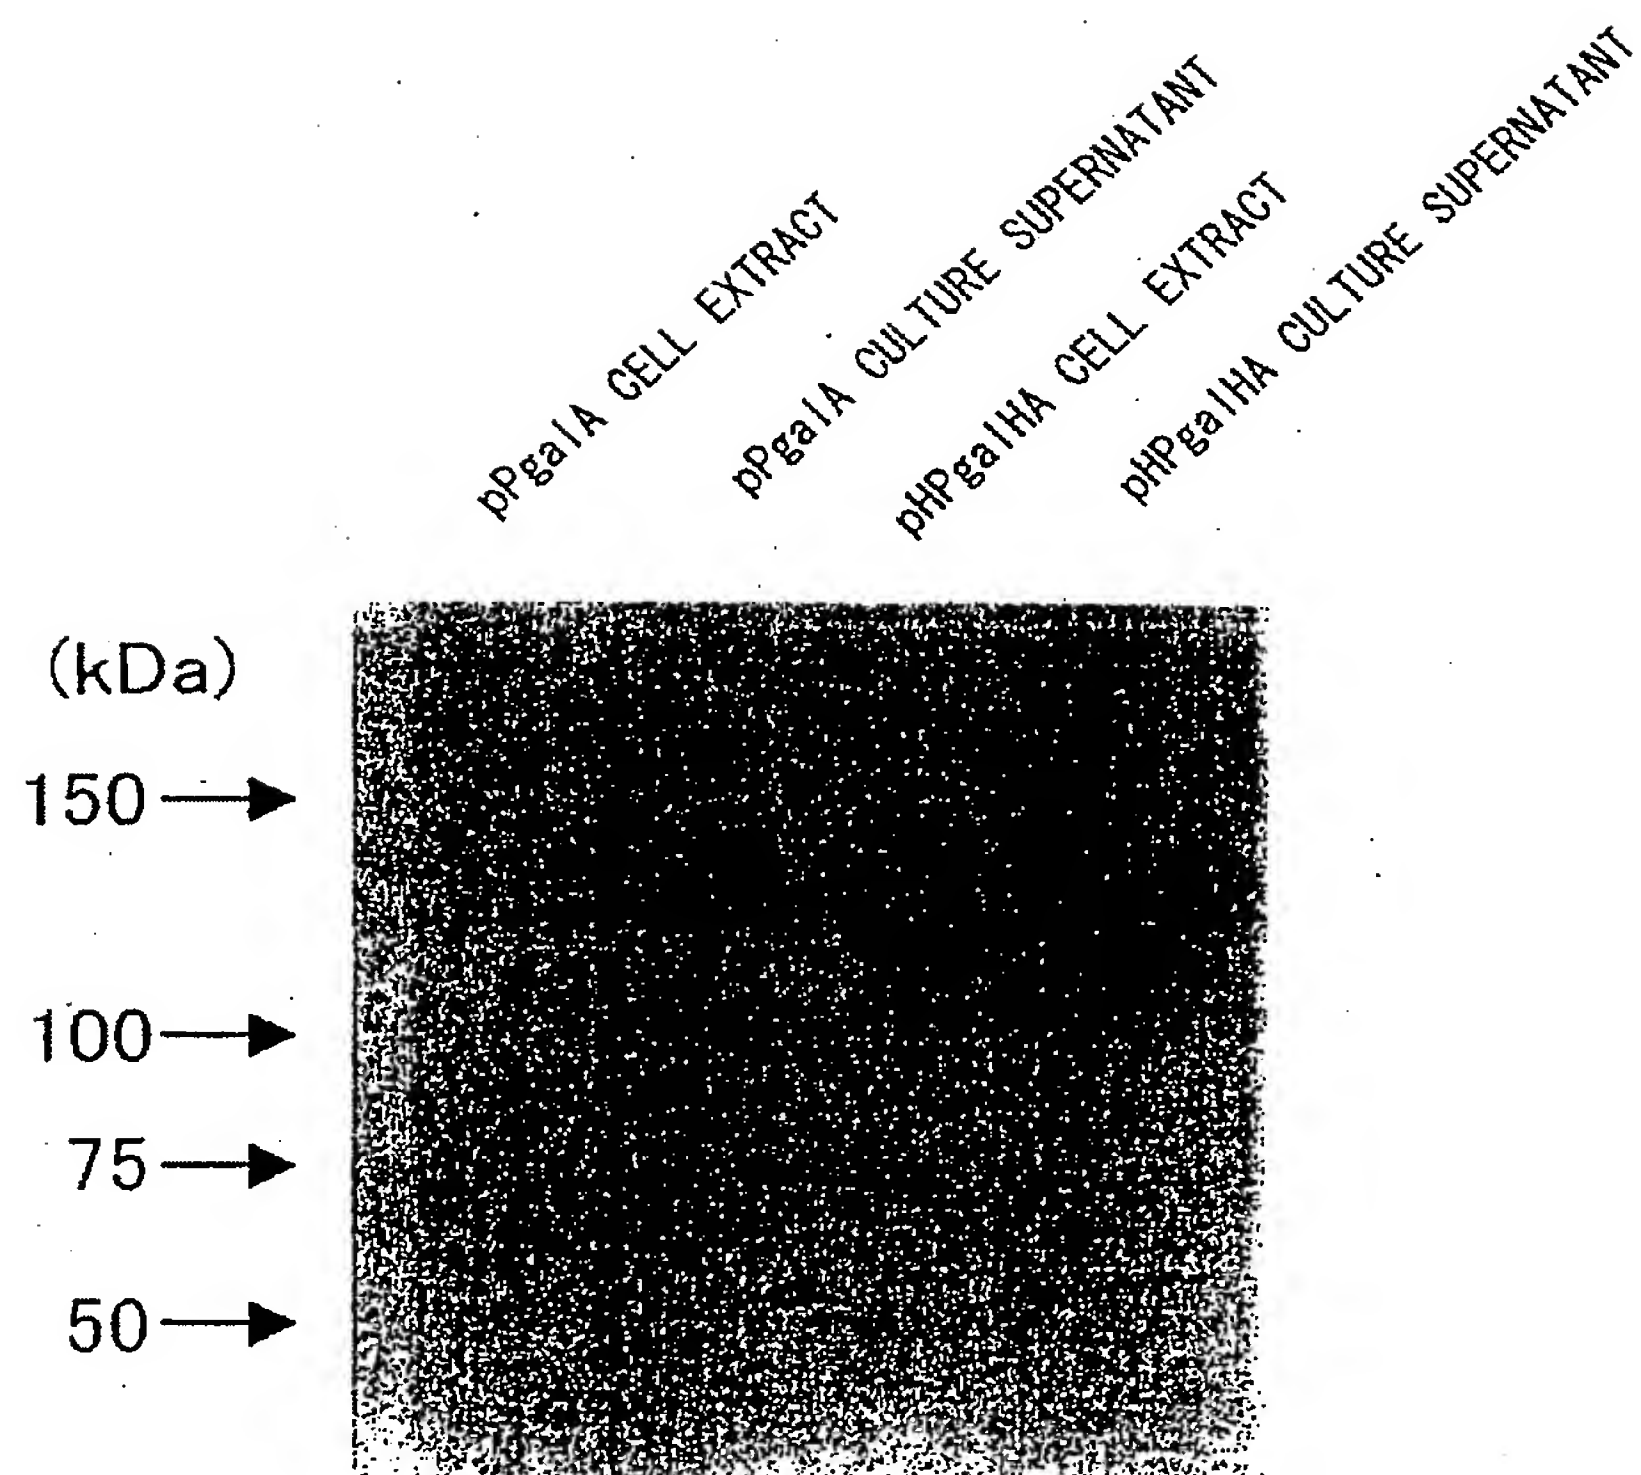 pPgalA CELL EXTRACT
pPgalA CULTURE SUPERNATANT
pHPgalHA CELL EXTRACT
pHPgalHA CULTURE SUPERNATANT
(kDa)
150
100
75
50